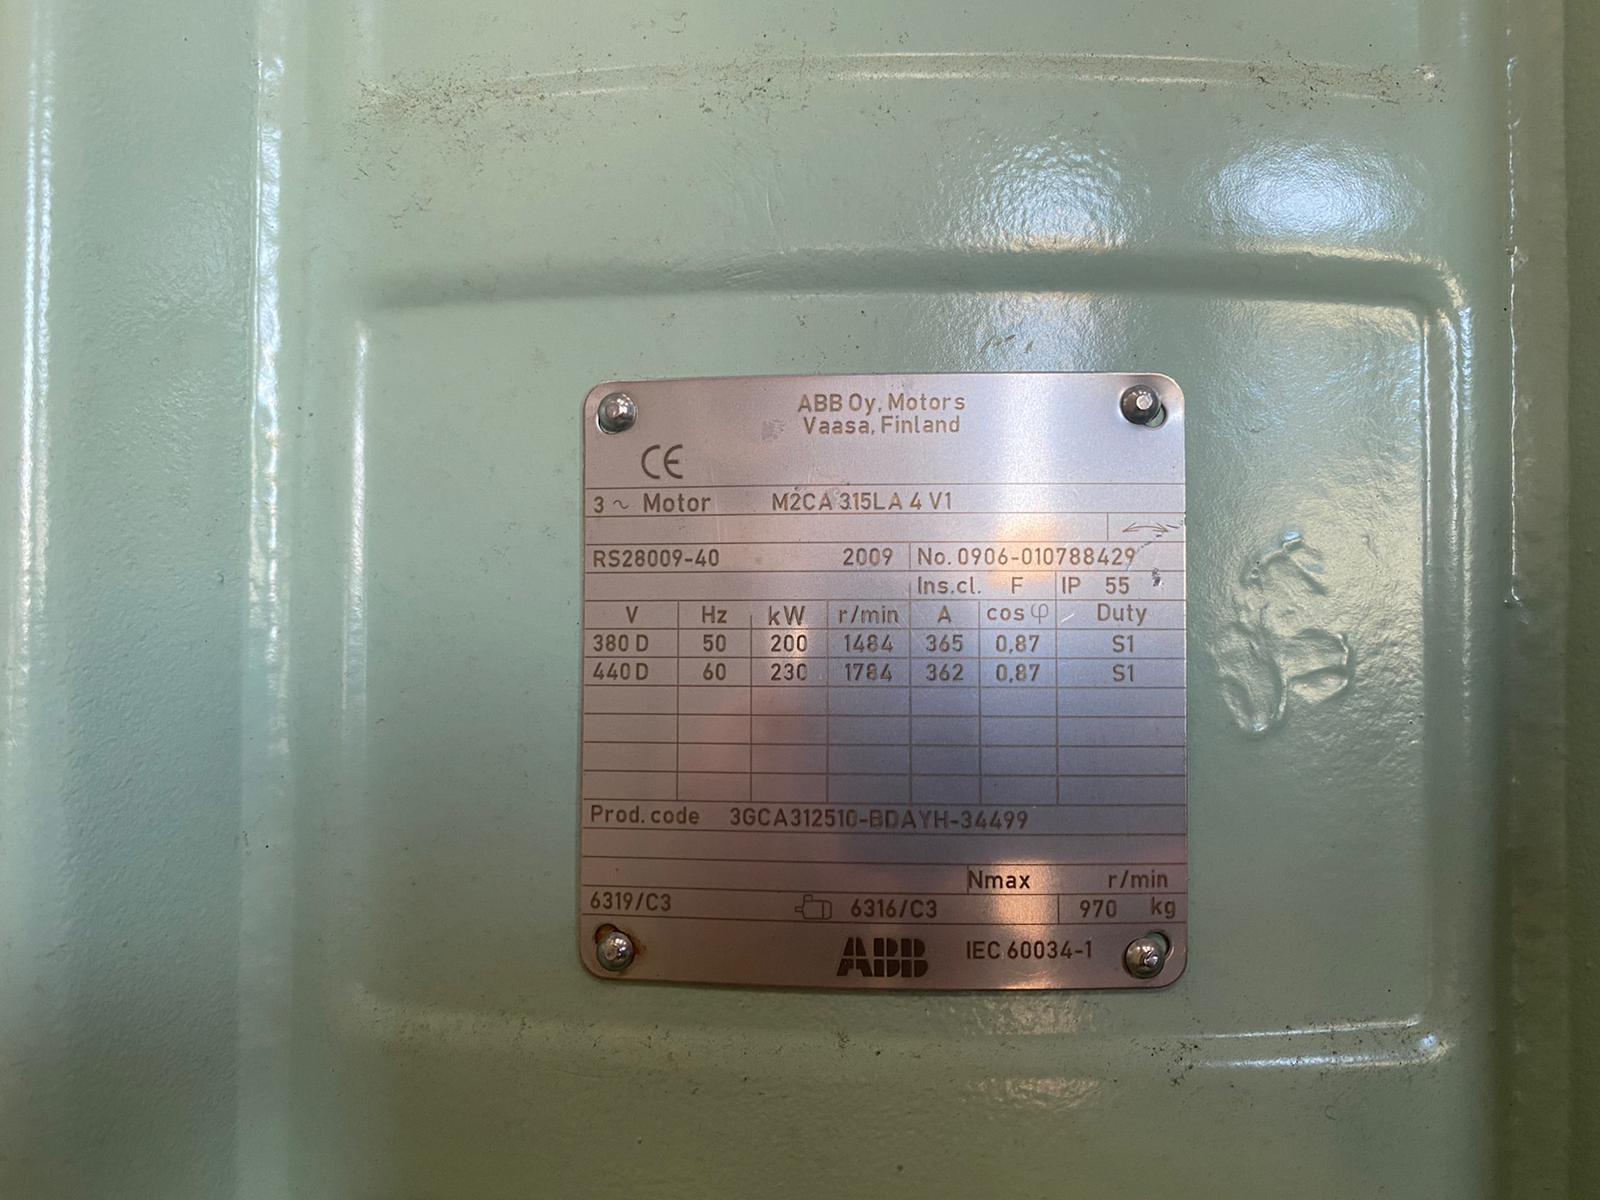 ABB Oy, Motors
Vaasa, Finland
CE
3 ~ Motor M2CA 315LA 4 V1
RS28009-40 2009 No. 0906-010788429
Ins.cl. F IP 55
V Hz kW r/min A cos φ Duty
380 D 50 200 1484 365 0,87 S1
440 D 60 230 1784 362 0,87 S1
Prod. code 3GCA312510-BDAYH-34499
Nmax r/min
6319/C3 6316/C3 970 kg
ABB IEC 60034-1